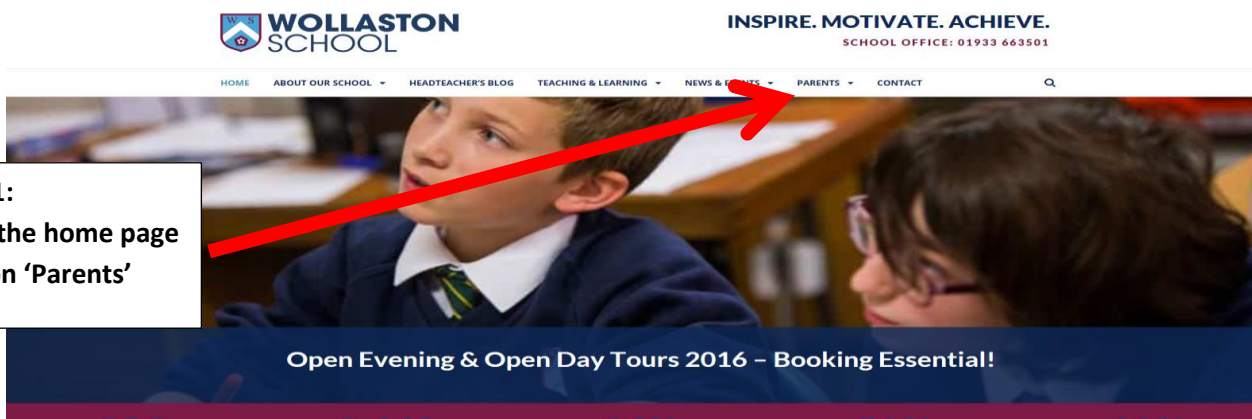 W S
WOLLASTON
SCHOOL
INSPIRE. MOTIVATE. ACHIEVE.
SCHOOL OFFICE: 01933 663501
HOME ABOUT OUR SCHOOL HEADTEACHER'S BLOG TEACHING & LEARNING NEWS & EVENTS PARENTS CONTACT
1:
the home page
on ‘Parents’
Open Evening & Open Day Tours 2016 – Booking Essential!